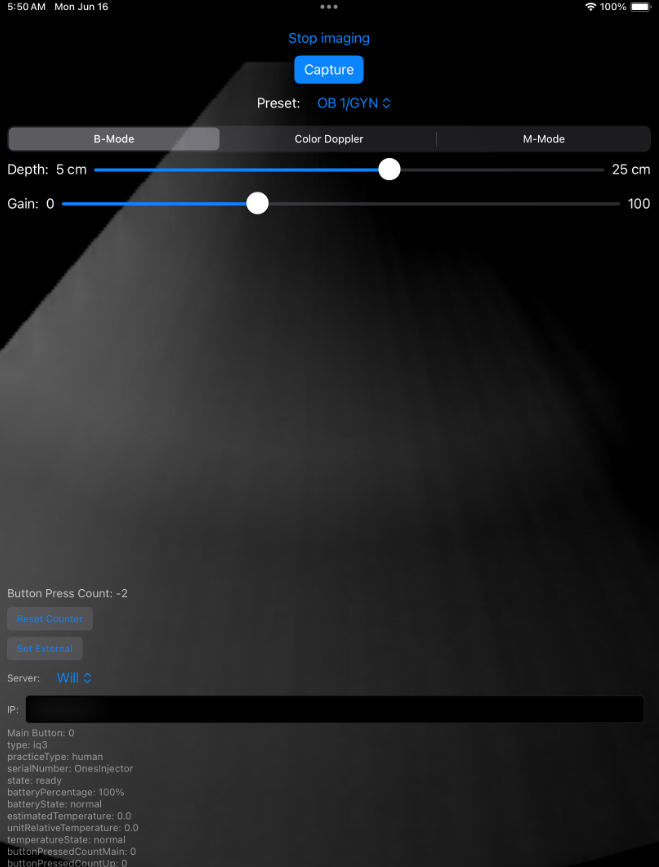 5:50 AM Mon Jun 16 100%
Stop imaging
Capture
Preset: OB 1/GYN
B-Mode Color Doppler M-Mode
Depth: 5 cm 25 cm
Gain: 0 100
Button Press Count: -2
Reset Counter
Set External
Server: Will
IP:
Main Button: 0
type: iq3
practiceType: human
serialNumber: OnesInjector
state: ready
batteryPercentage: 100%
batteryState: normal
estimatedTemperature: 0.0
unitRelativeTemperature: 0.0
temperatureState: normal
buttonPressedCountMain: 0
buttonPressedCountUp: 0